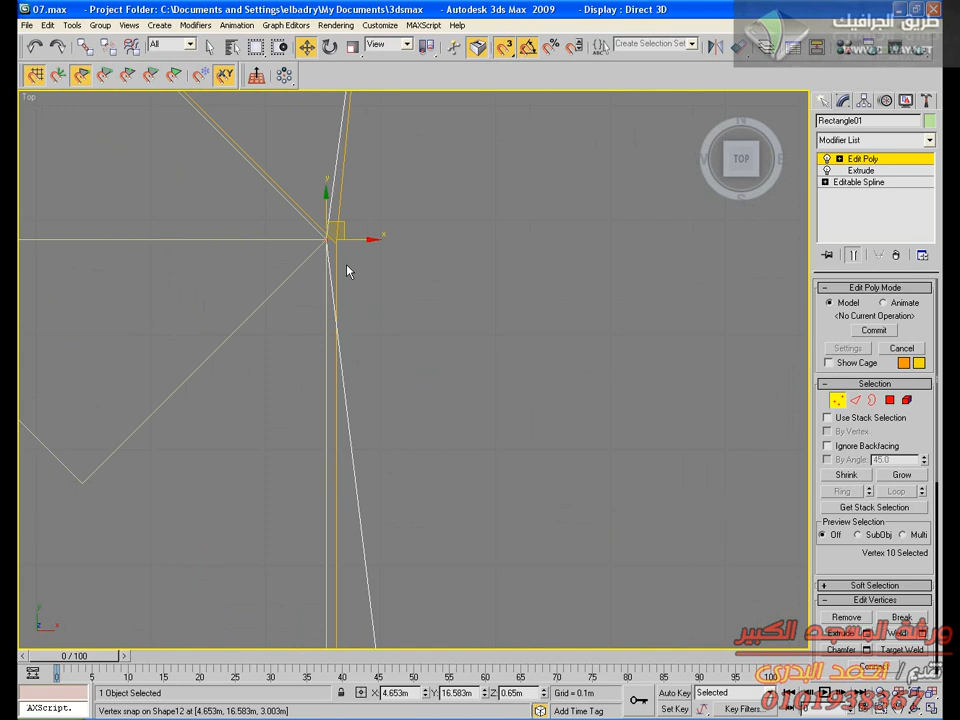 07.max - Project Folder: C:\Documents and Settings\elbadry\My Documents\3dsmax - Autodesk 3ds Max 2009 - Display : Direct 3D
File Edit Tools Group Views Create Modifiers Animation Graph Editors Rendering Customize MAXScript Help
طريق الجرافيك
All View 3 Create Selection Set
XY
Top
N
TOP
Rectangle01
Modifier List
Edit Poly
Extrude
Editable Spline
y
x
Edit Poly Mode
Model Animate
<No Current Operation>
Commit
Settings Cancel
Show Cage
Selection
Use Stack Selection
By Vertex
Ignore Backfacing
By Angle: 45.0
Shrink Grow
Ring Loop
Get Stack Selection
Preview Selection
Off SubObj Multi
Vertex 10 Selected
Soft Selection
Edit Vertices
Remove Break
Extrude Weld
Chamfer Target Weld
Connect
ورشة المسجد الكبير
م / احمد البدرى
0101938367
0 / 100
0 5 10 15 20 25 30 35 40 45 50 55 60 65 70 75 80 85 90 95 100
1 Object Selected X: 4.653m Y: 16.583m Z: 0.65m Grid = 0.1m Auto Key Selected
AXScript. Vertex snap on Shape12 at [4.653m, 16.583m, 3.003m] Add Time Tag Set Key Key Filters...